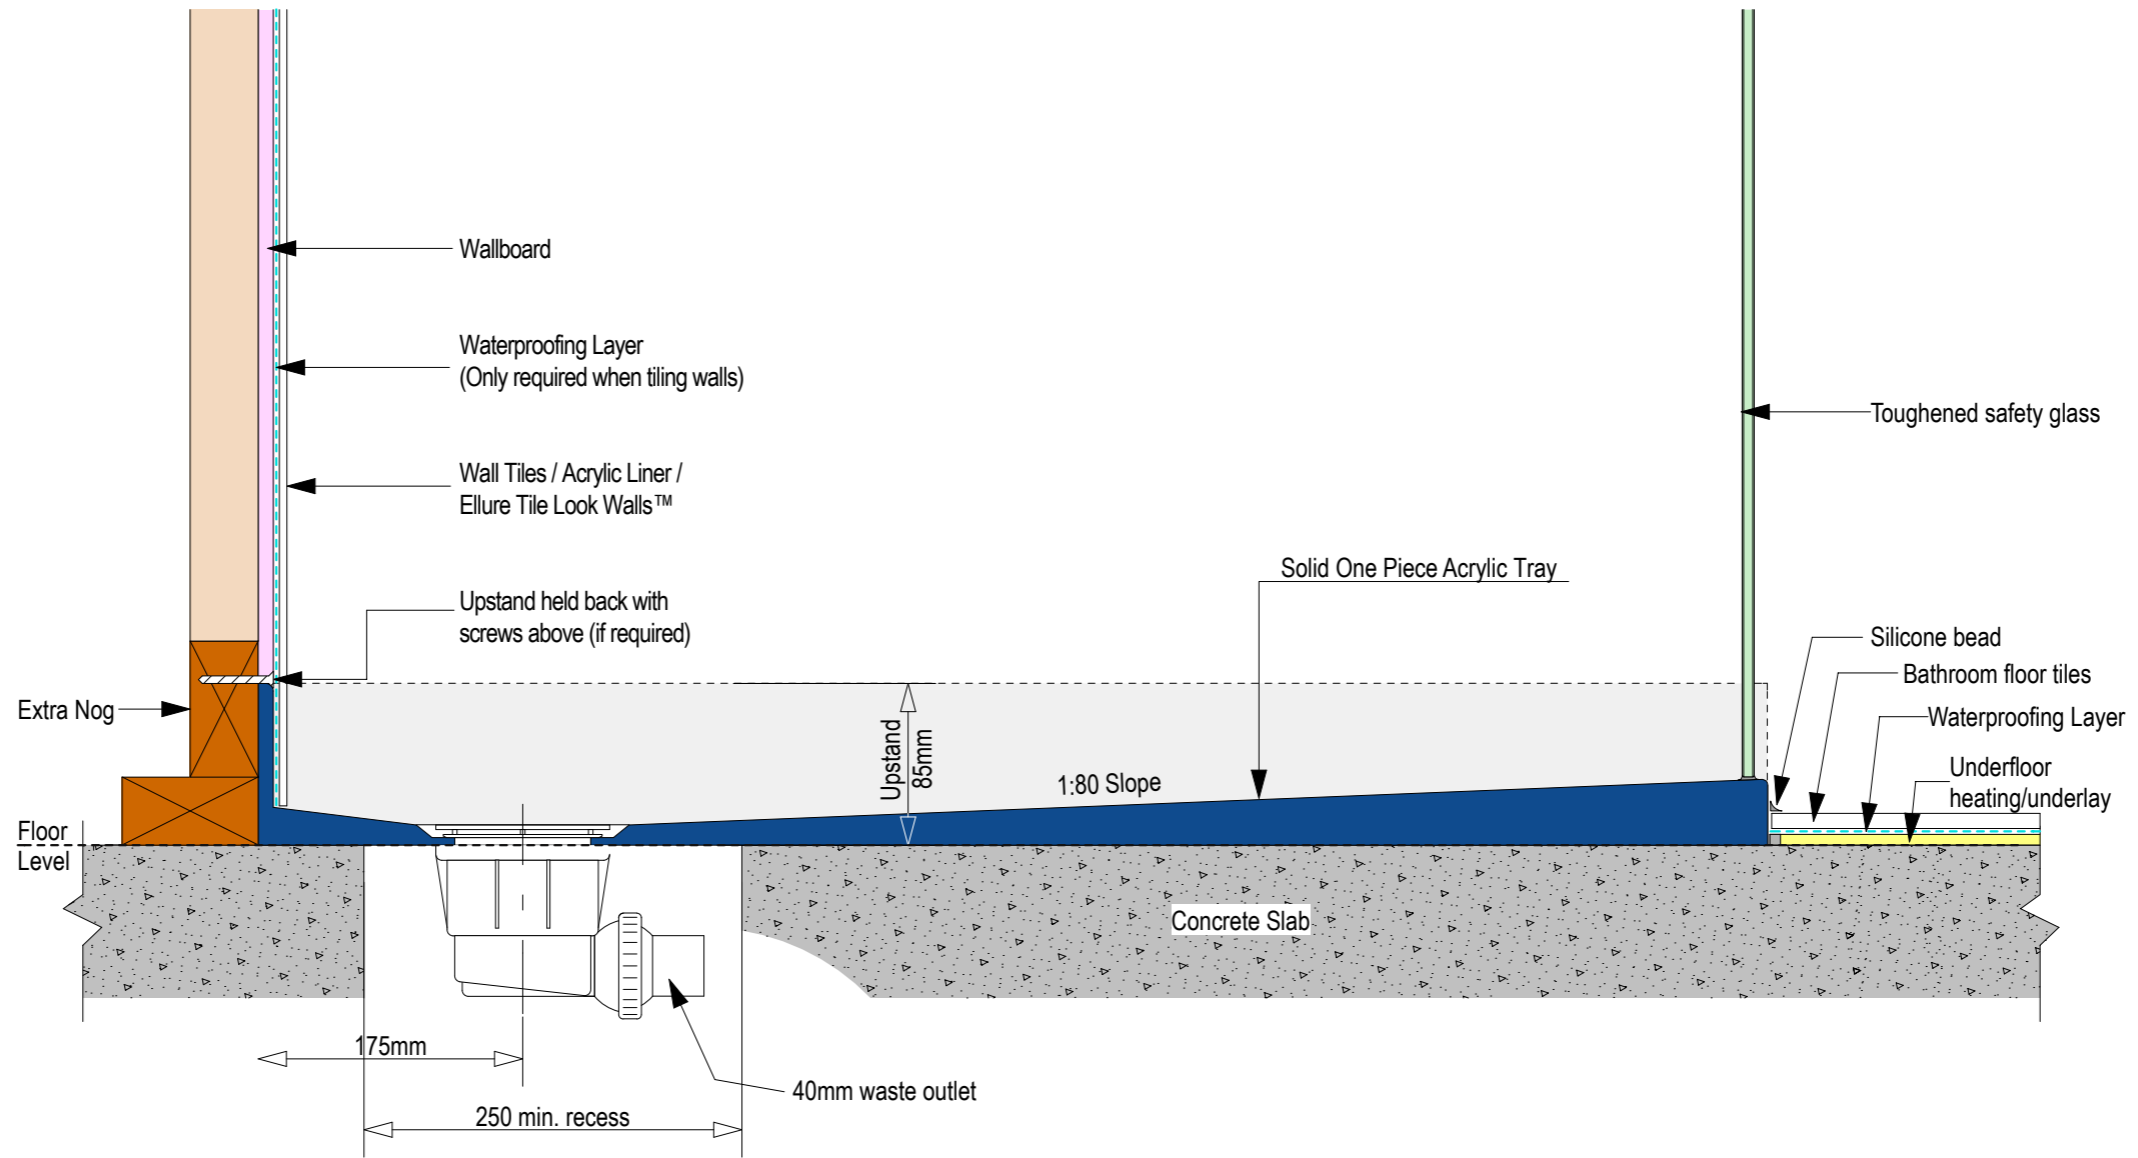 Wallboard
Waterproofing Layer
(Only required when tiling walls)
Toughened safety glass
Wall Tiles / Acrylic Liner /
Ellure Tile Look Walls™
Solid One Piece Acrylic Tray
Upstand held back with
screws above (if required)
Silicone bead
Bathroom floor tiles
Extra Nog
Waterproofing Layer
Upstand
85mm
1:80 Slope
Underfloor
heating/underlay
Floor
Level
Concrete Slab
175mm
40mm waste outlet
250 min. recess